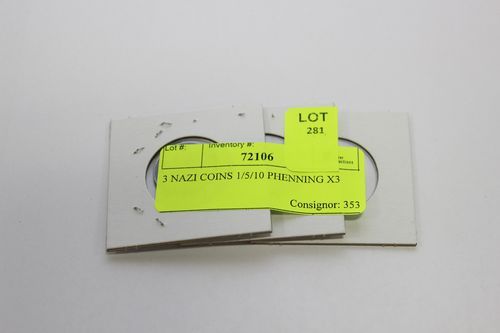 LOT
281
Lot #:
Inventory #:
72106
3 NAZI COINS 1/5/10 PHENNING X3
Consignor: 353